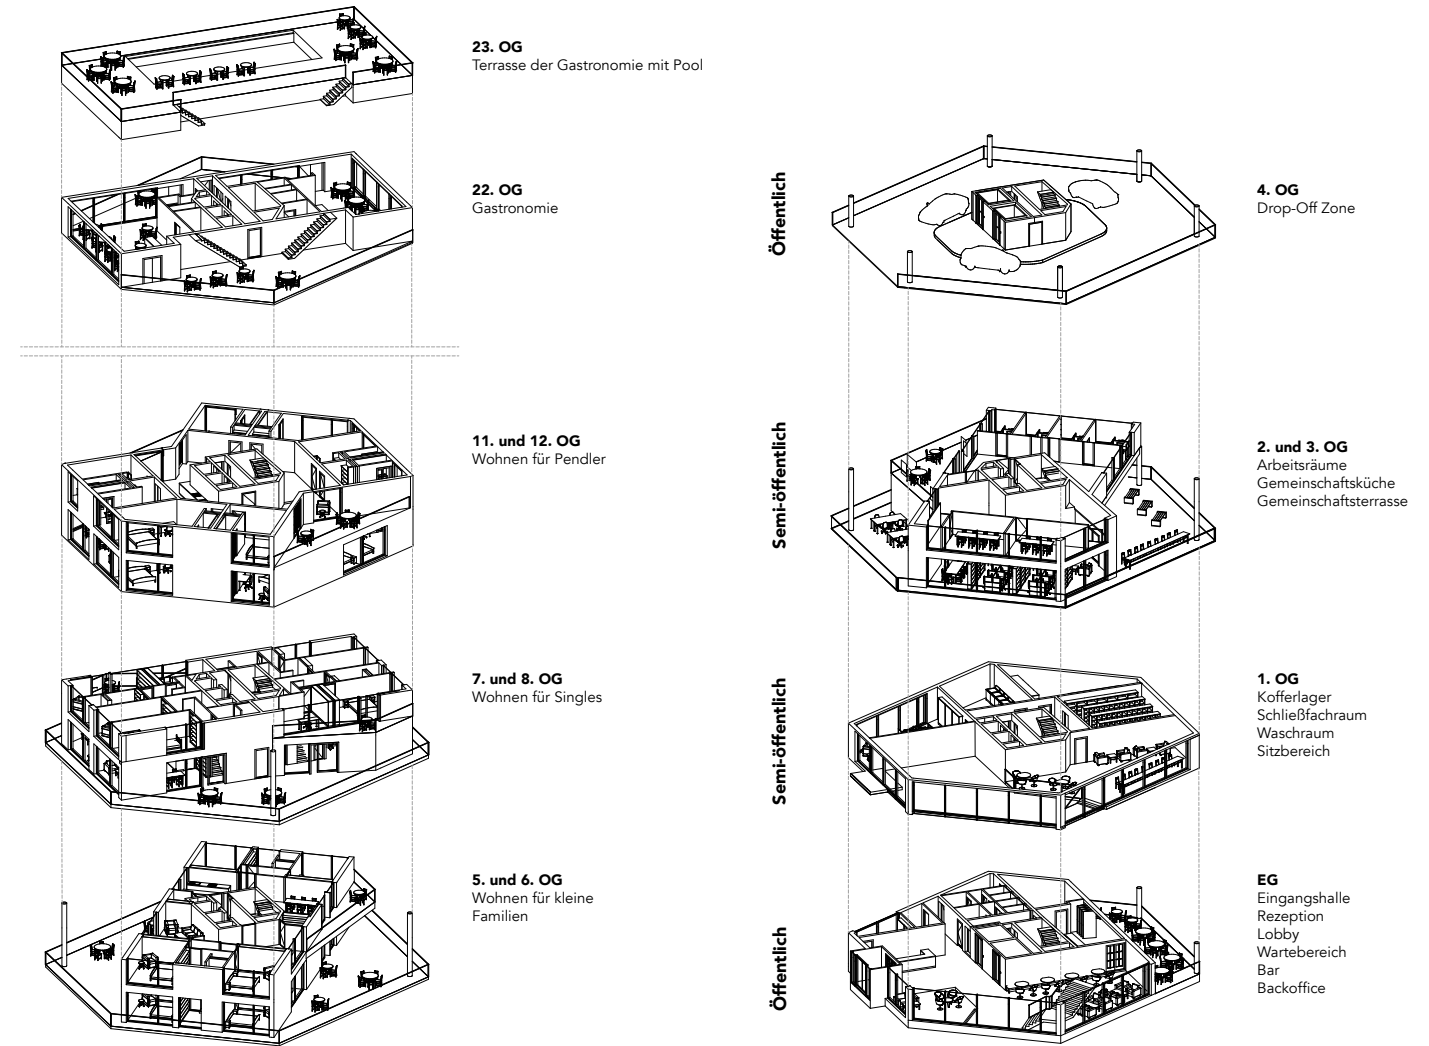 23. OG
Terrasse der Gastronomie mit Pool
22. OG
Gastronomie
11. und 12. OG
Wohnen für Pendler
7. und 8. OG
Wohnen für Singles
5. und 6. OG
Wohnen für kleine
Familien
Öffentlich
4. OG
Drop-Off Zone
Semi-öffentlich
2. und 3. OG
Arbeitsräume
Gemeinschaftsküche
Gemeinschaftsterrasse
Semi-öffentlich
1. OG
Kofferlager
Schließfachraum
Waschraum
Sitzbereich
Öffentlich
EG
Eingangshalle
Rezeption
Lobby
Wartebereich
Bar
Backoffice